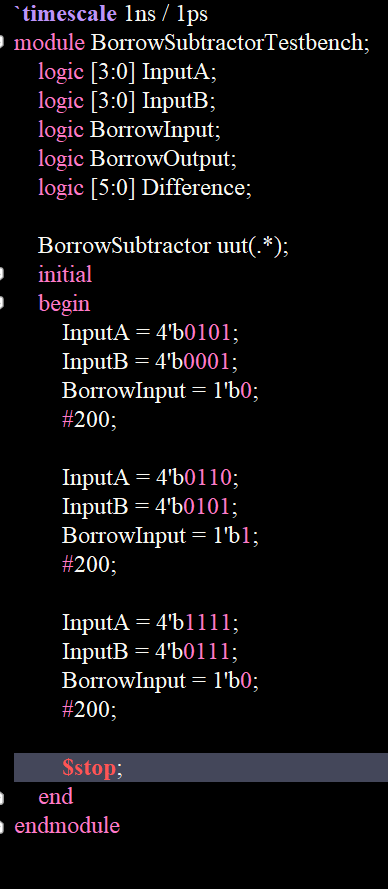 `timescale 1ns / 1ps
module BorrowSubtractorTestbench;
logic [3:0] InputA;
logic [3:0] InputB;
logic BorrowInput;
logic BorrowOutput;
logic [5:0] Difference;
BorrowSubtractor uut(.*);
initial
begin
InputA = 4'b0101;
InputB = 4'b0001;
BorrowInput = 1'b0;
#200;
InputA = 4'b0110;
InputB = 4'b0101;
BorrowInput = 1'b1;
#200;
InputA = 4'b1111;
InputB = 4'b0111;
BorrowInput = 1'b0;
#200;
$stop;
end
endmodule